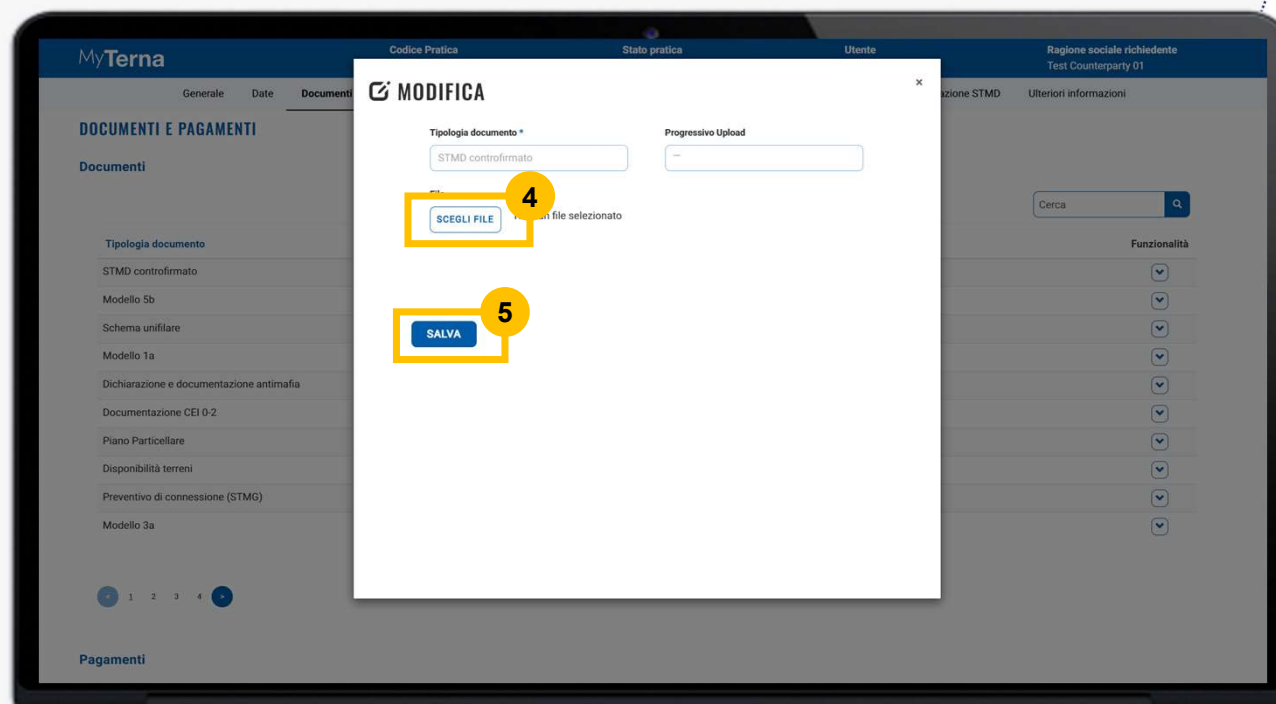 MyTerna
Codice Pratica
Stato pratica
Utente
Ragione sociale richiedente
Test Counterparty 01
Generale Date Documenti
azione STMD Ulteriori informazioni
DOCUMENTI E PAGAMENTI
Documenti
MODIFICA
×
Tipologia documento *
Progressivo Upload
STMD controfirmato
—
4
SCEGLI FILE
file selezionato
5
SALVA
Cerca
Tipologia documento
Funzionalità
STMD controfirmato
Modello 5b
Schema unifilare
Modello 1a
Dichiarazione e documentazione antimafia
Documentazione CEI 0-2
Piano Particellare
Disponibilità terreni
Preventivo di connessione (STMG)
Modello 3a
< 1 2 3 4 >
Pagamenti